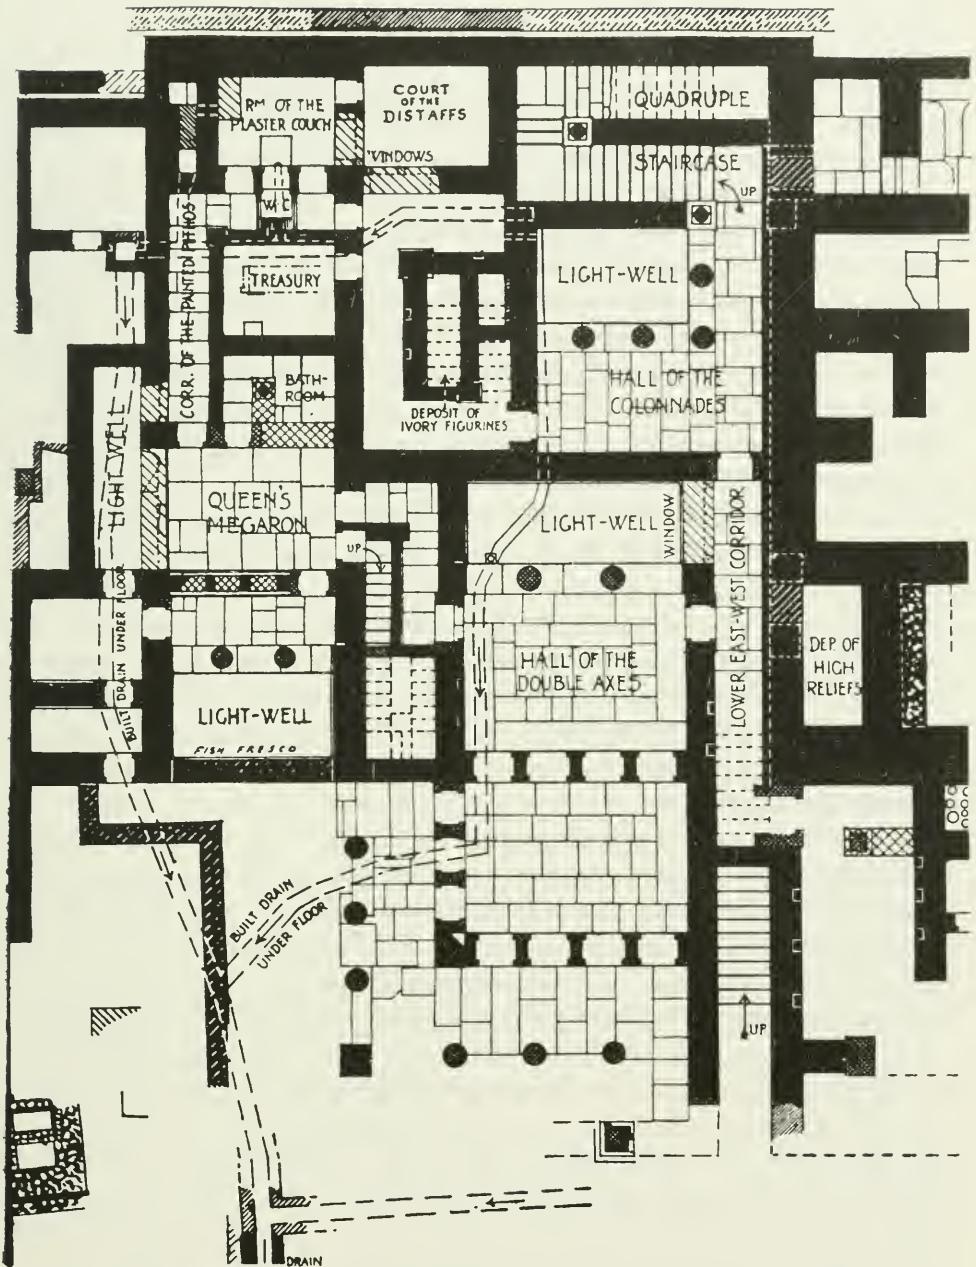 RM OF THE
PLASTER COUCH
COURT
OF THE
DISTAFFS
QUADRUPLE
WINDOWS
STAIRCASE
UP
W C
CORR. OF THE PAINTED PITHOS
TREASURY
LIGHT-WELL
BATH-
ROOM
HALL OF THE
COLONNADES
DEPOSIT OF
IVORY FIGURINES
LIGHT WELL
QUEEN'S
MEGARON
LIGHT-WELL
WINDOW
UP
LOWER EAST-WEST CORRIDOR
BUILT DRAIN UNDER FLOOR
HALL OF THE
DOUBLE AXES
DEP. OF
HIGH
RELIEFS
LIGHT-WELL
FISH FRESCO
BUILT DRAIN
UNDER FLOOR
UP
DRAIN